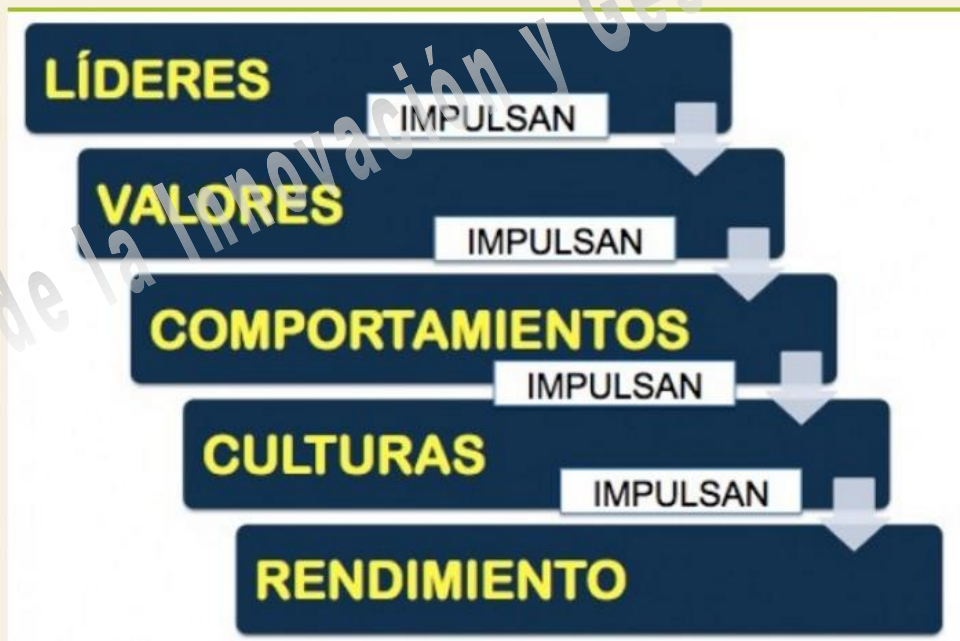 LÍDERES
IMPULSAN
VALORES
IMPULSAN
COMPORTAMIENTOS
IMPULSAN
CULTURAS
IMPULSAN
RENDIMIENTO
de la Innovación y